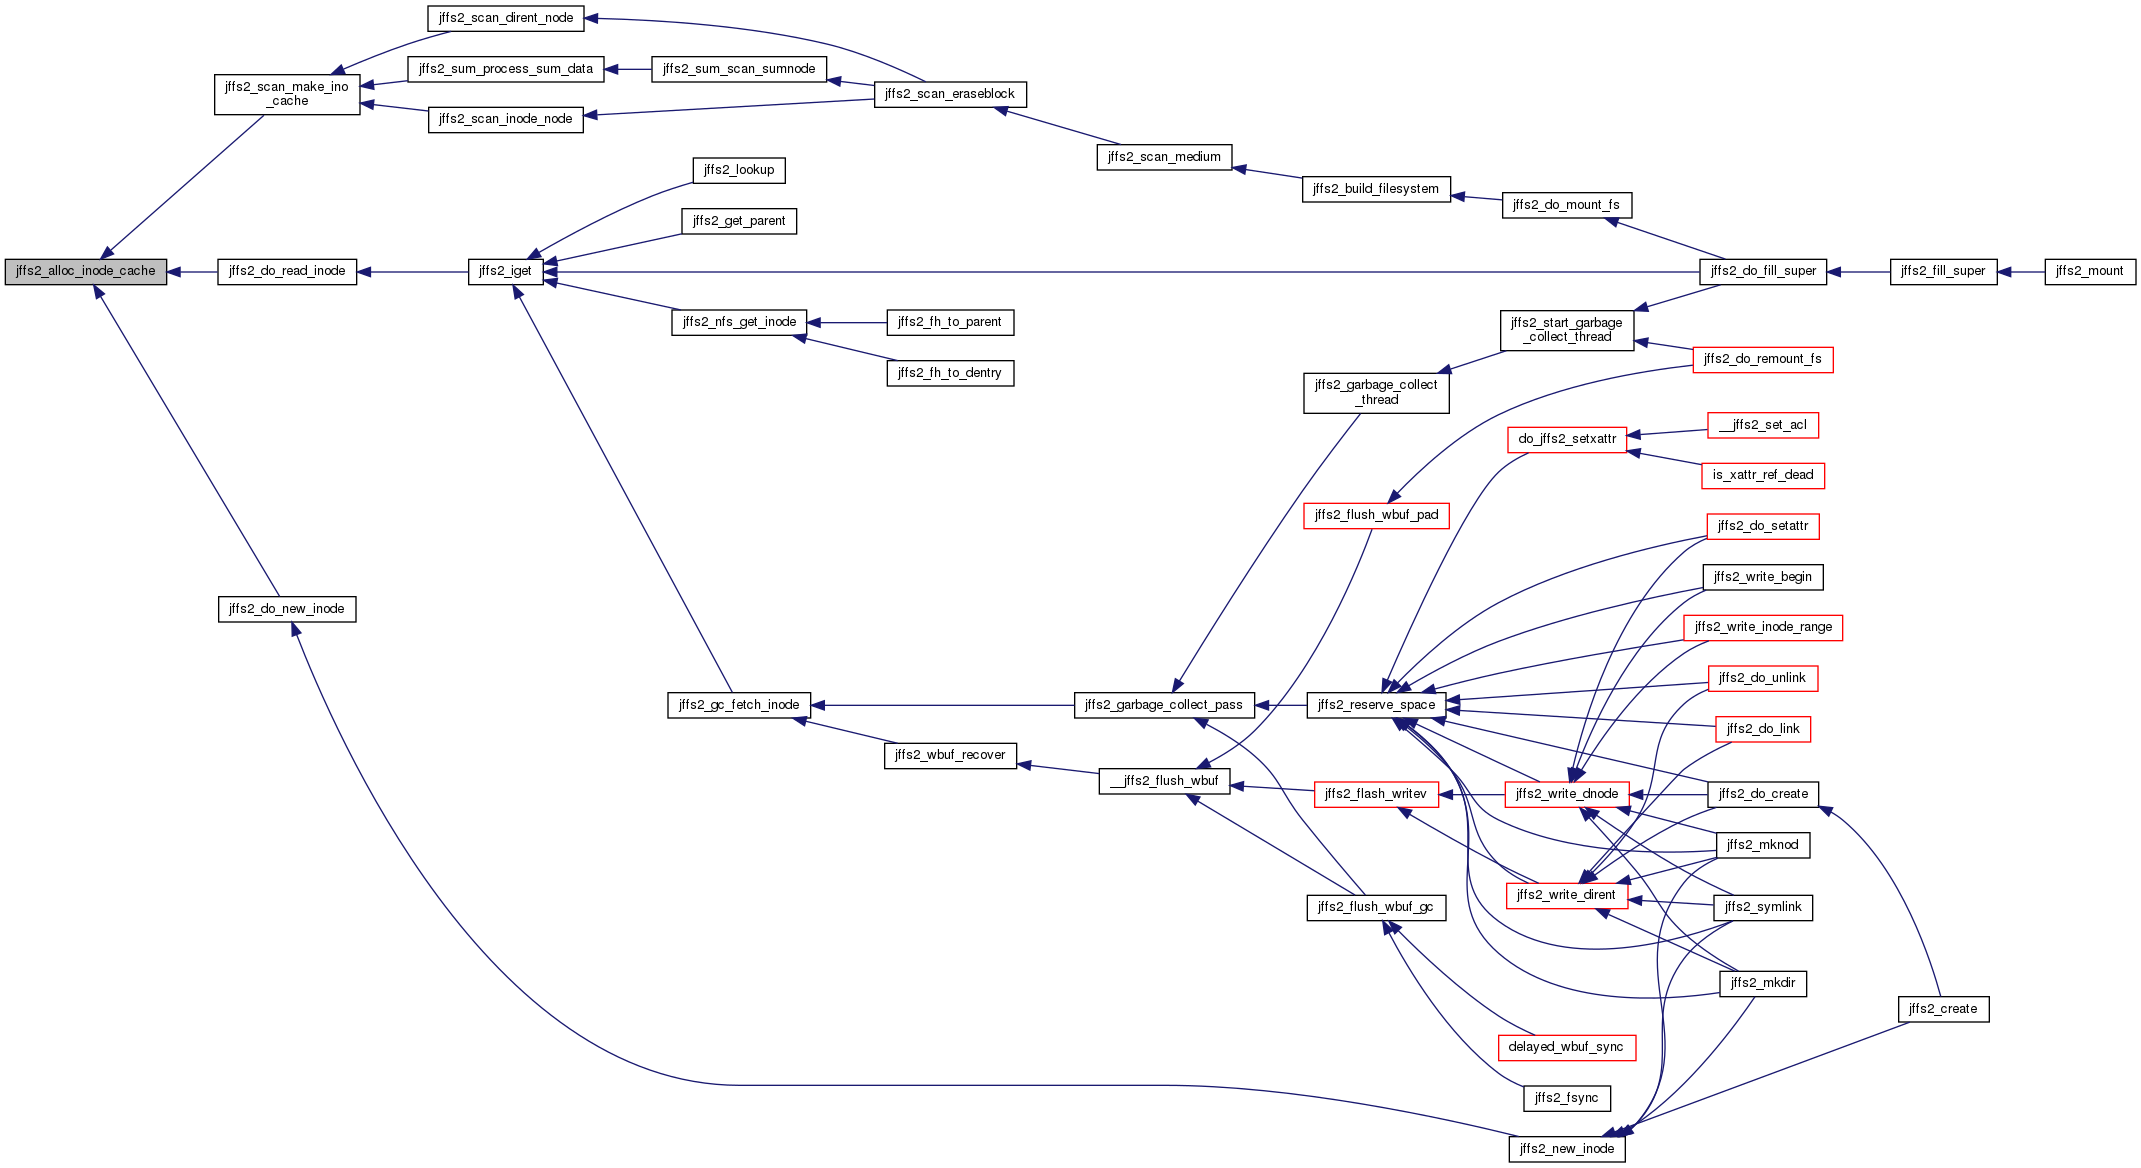 jffs2_scan_dirent_node
jffs2_sum_process_sum_data
jffs2_sum_scan_sumnode
jffs2_scan_make_ino
_cache
jffs2_scan_eraseblock
jffs2_scan_inode_node
jffs2_scan_medium
jffs2_lookup
jffs2_build_filesystem
jffs2_do_mount_fs
jffs2_get_parent
jffs2_alloc_inode_cache
jffs2_do_read_inode
jffs2_iget
jffs2_do_fill_super
jffs2_fill_super
jffs2_mount
jffs2_nfs_get_inode
jffs2_fh_to_parent
jffs2_start_garbage
_collect_thread
jffs2_do_remount_fs
jffs2_fh_to_dentry
jffs2_garbage_collect
_thread
__jffs2_set_acl
do_jffs2_setxattr
is_xattr_ref_dead
jffs2_flush_wbuf_pad
jffs2_do_setattr
jffs2_write_begin
jffs2_do_new_inode
jffs2_write_inode_range
jffs2_do_unlink
jffs2_gc_fetch_inode
jffs2_garbage_collect_pass
jffs2_reserve_space
jffs2_do_link
jffs2_wbuf_recover
__jffs2_flush_wbuf
jffs2_flash_writev
jffs2_write_dnode
jffs2_do_create
jffs2_mknod
jffs2_write_dirent
jffs2_flush_wbuf_gc
jffs2_symlink
jffs2_mkdir
jffs2_create
delayed_wbuf_sync
jffs2_fsync
jffs2_new_inode